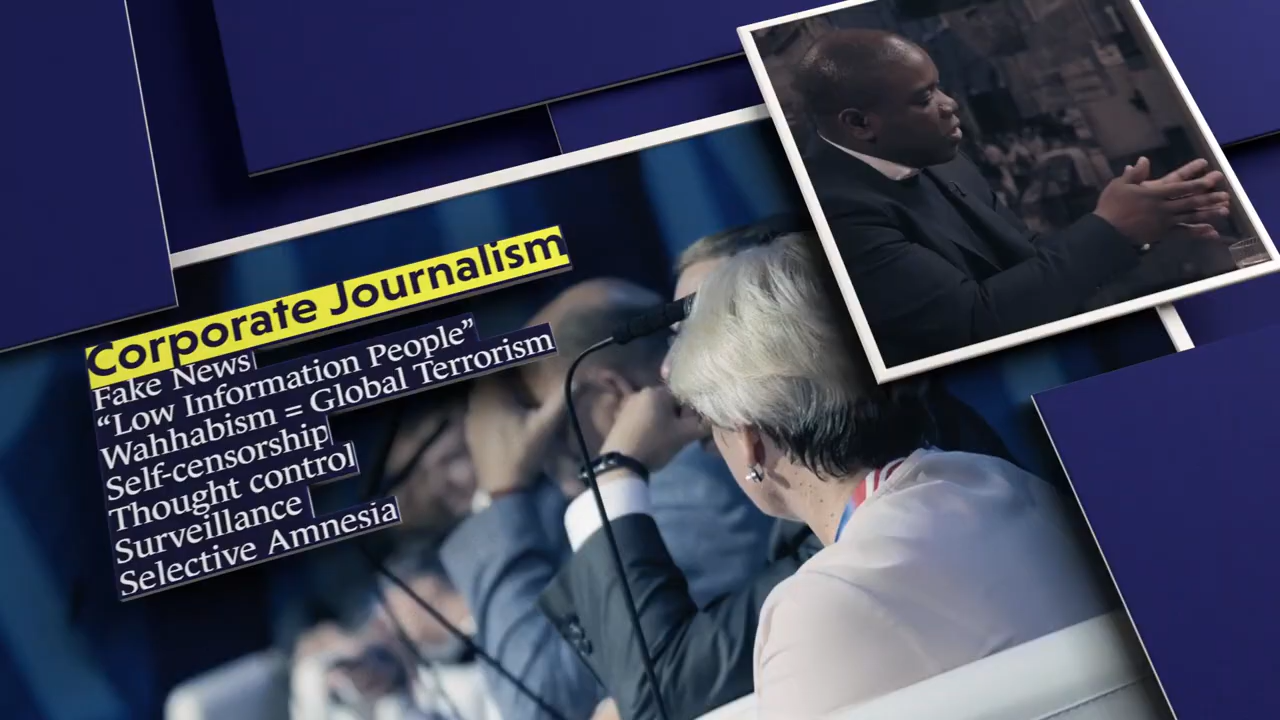 Corporate Journalism
Fake News
“Low Information People”
Wahhabism = Global Terrorism
Self-censorship
Thought control
Surveillance
Selective Amnesia